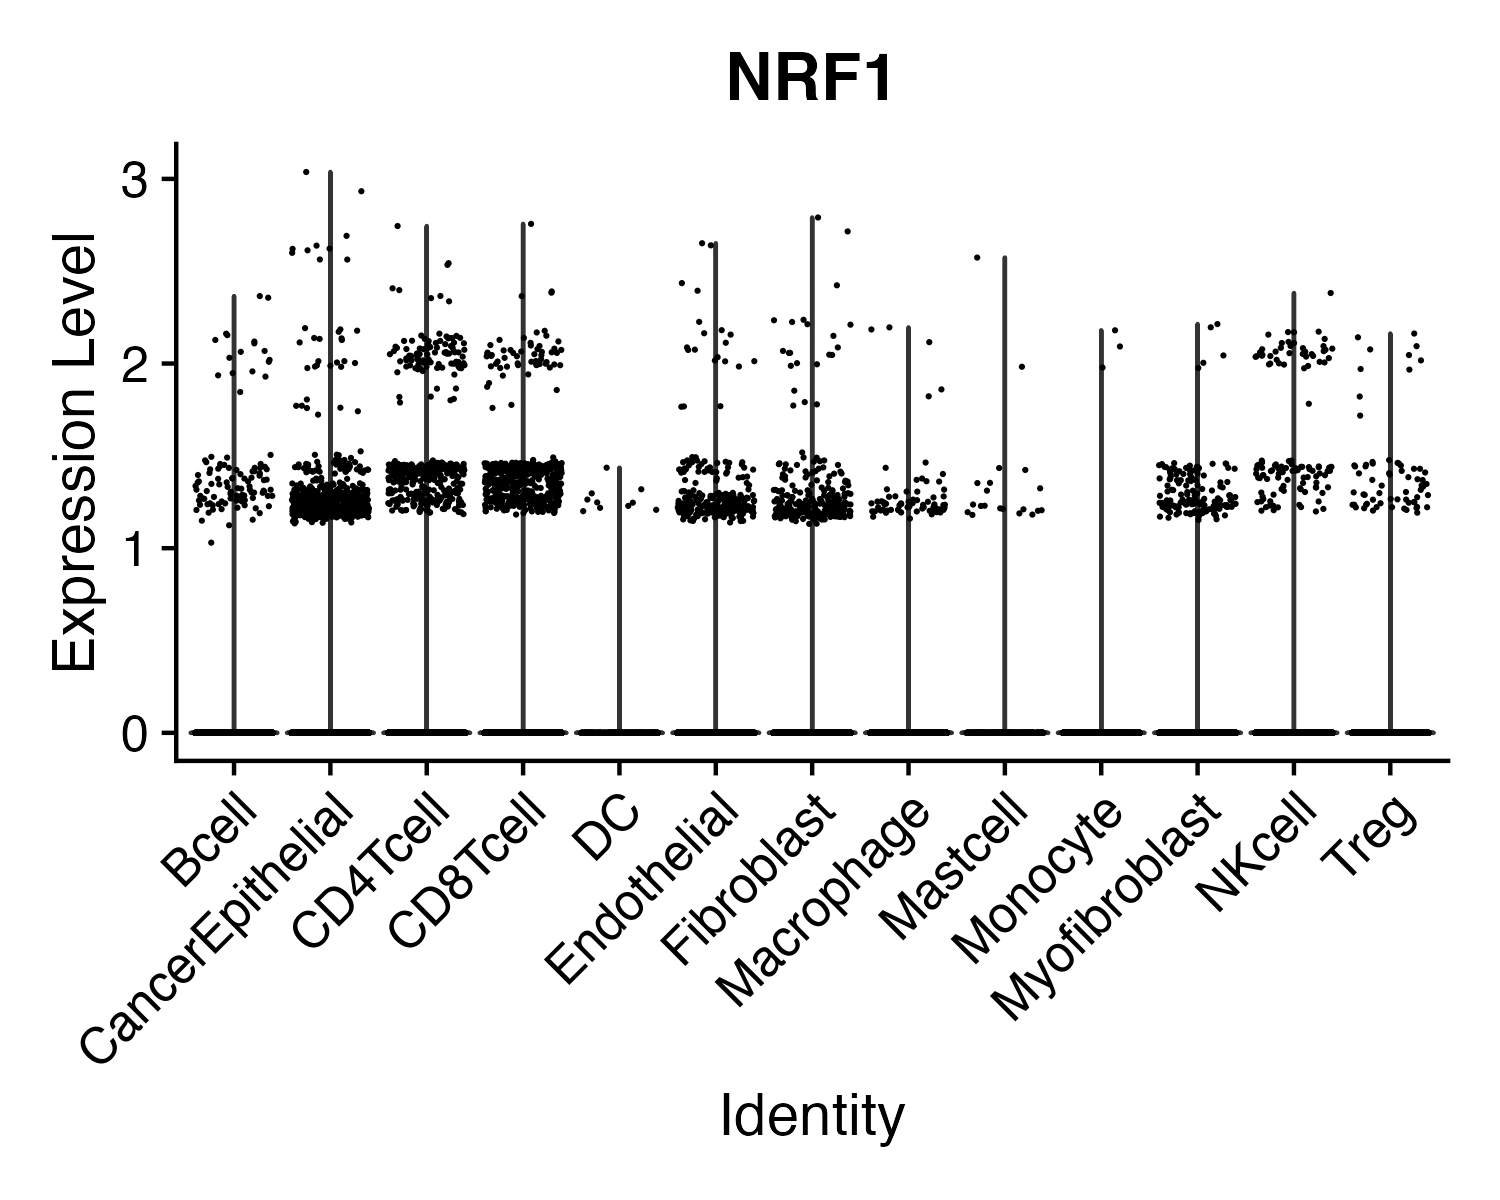 NRF1
Expression Level
3
2
1
0
Bcell
CancerEpithelial
CD4Tcell
CD8Tcell
DC
Endothelial
Fibroblast
Macrophage
Mastcell
Monocyte
Myofibroblast
NKcell
Treg
Identity